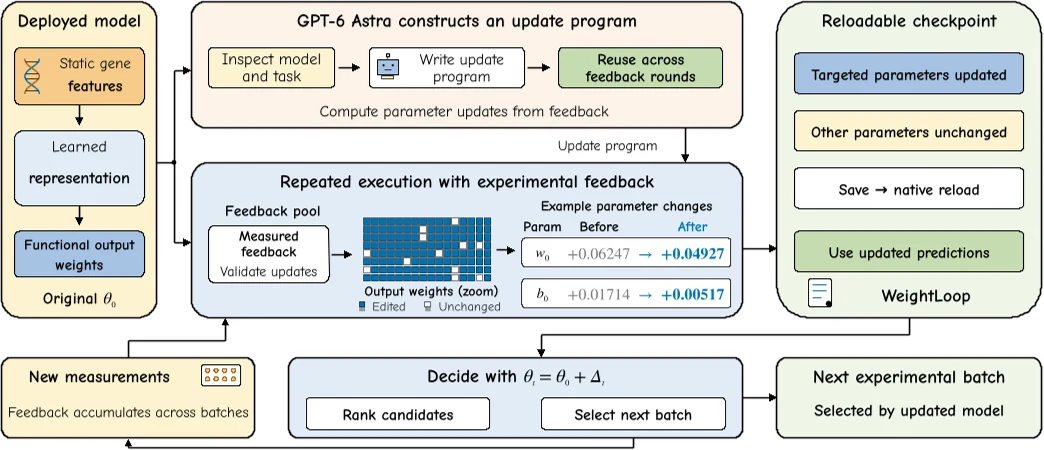 Deployed model
Static gene
features
Learned
representation
Functional output
weights
Original θ₀
GPT-6 Astra constructs an update program
Inspect model
and task
Write update
program
Reuse across
feedback rounds
Compute parameter updates from feedback
Update program
Repeated execution with experimental feedback
Feedback pool
Measured
feedback
Validate updates
Output weights (zoom)
Edited
Unchanged
Example parameter changes
Param Before After
w₀ +0.06247 → +0.04927
b₀ +0.01714 → +0.00517
Reloadable checkpoint
Targeted parameters updated
Other parameters unchanged
Save → native reload
Use updated predictions
WeightLoop
New measurements
Feedback accumulates across batches
Decide with θₜ = θ₀ + Δₜ
Rank candidates
Select next batch
Next experimental batch
Selected by updated model